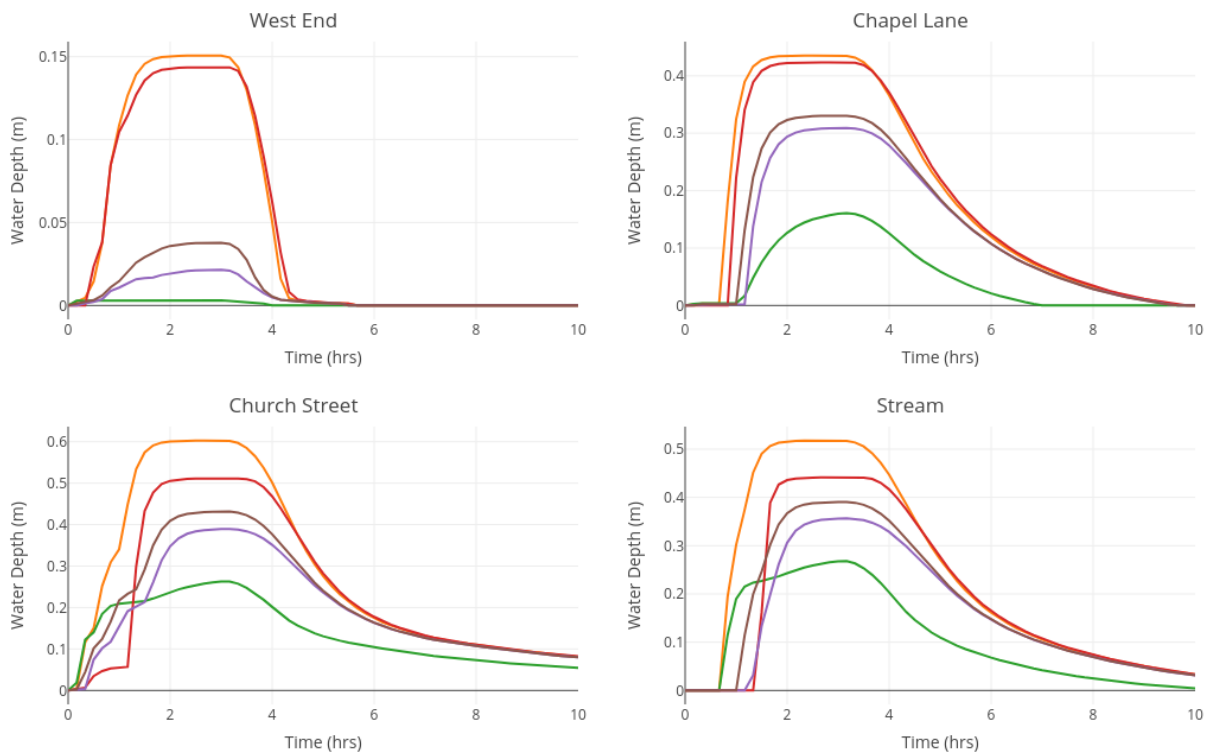 West End
Water Depth (m)
0.15
0.1
0.05
0
0 2 4 6 8 10
Time (hrs)
Chapel Lane
Water Depth (m)
0.4
0.3
0.2
0.1
0
0 2 4 6 8 10
Time (hrs)
Church Street
Water Depth (m)
0.6
0.5
0.4
0.3
0.2
0.1
0
0 2 4 6 8 10
Time (hrs)
Stream
Water Depth (m)
0.5
0.4
0.3
0.2
0.1
0
0 2 4 6 8 10
Time (hrs)